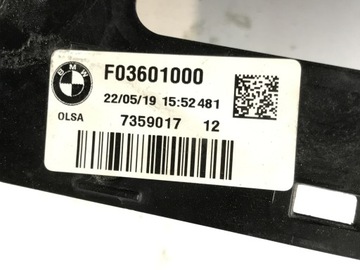 BMW
F03601000
22/05/19 15:52 481
OLSA 7359017 12